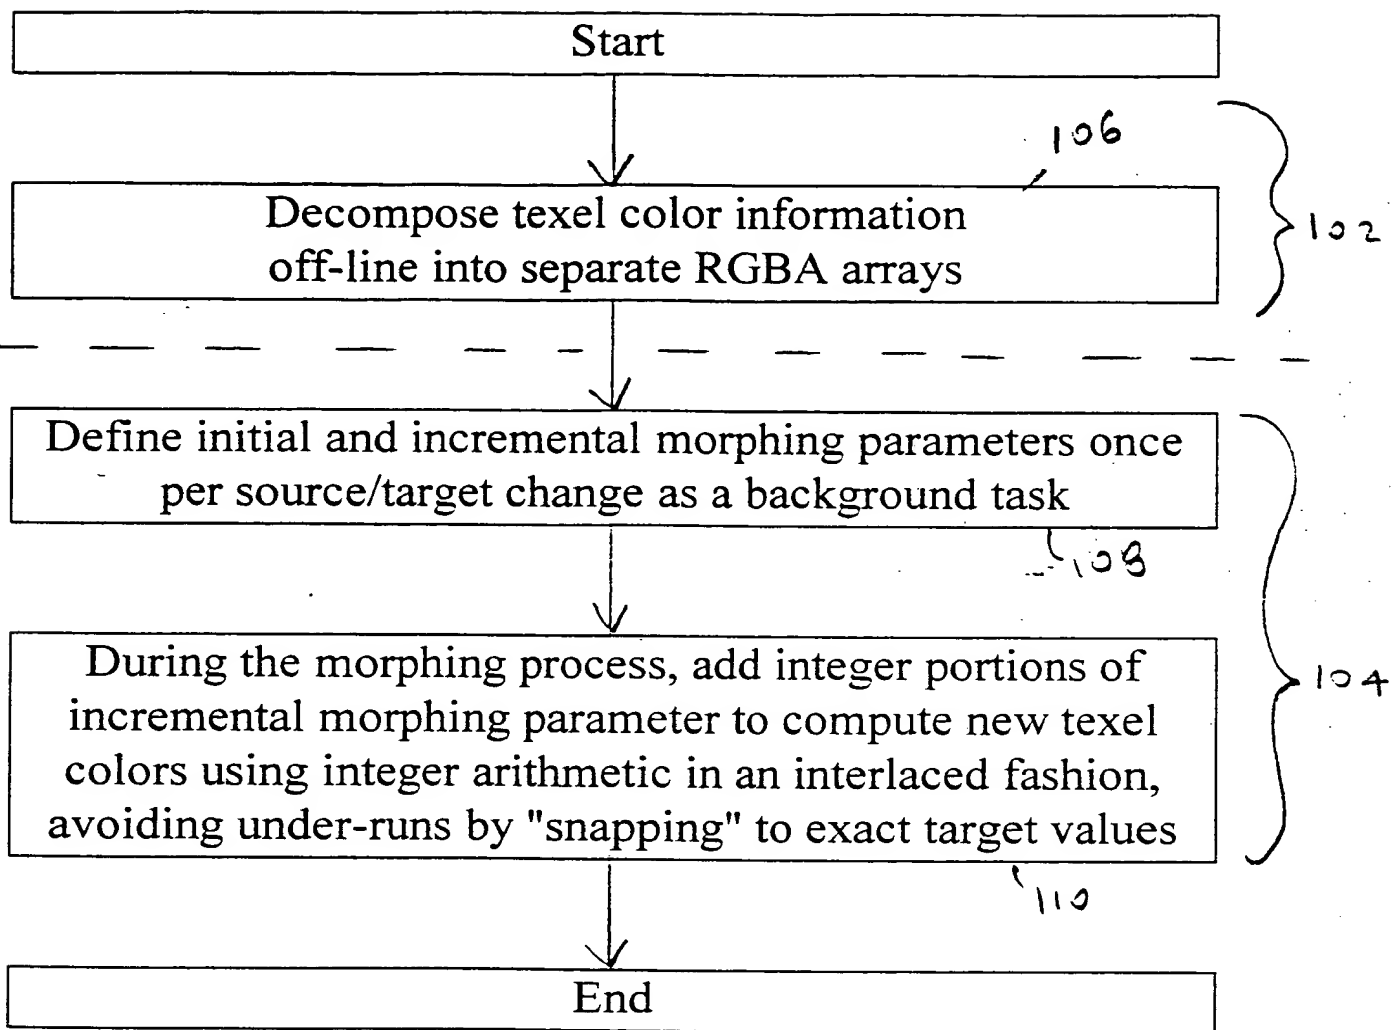 Start
106
Decompose texel color information
off-line into separate RGBA arrays
102
Define initial and incremental morphing parameters once
per source/target change as a background task
108
During the morphing process, add integer portions of
incremental morphing parameter to compute new texel
colors using integer arithmetic in an interlaced fashion,
avoiding under-runs by "snapping" to exact target values
104
110
End